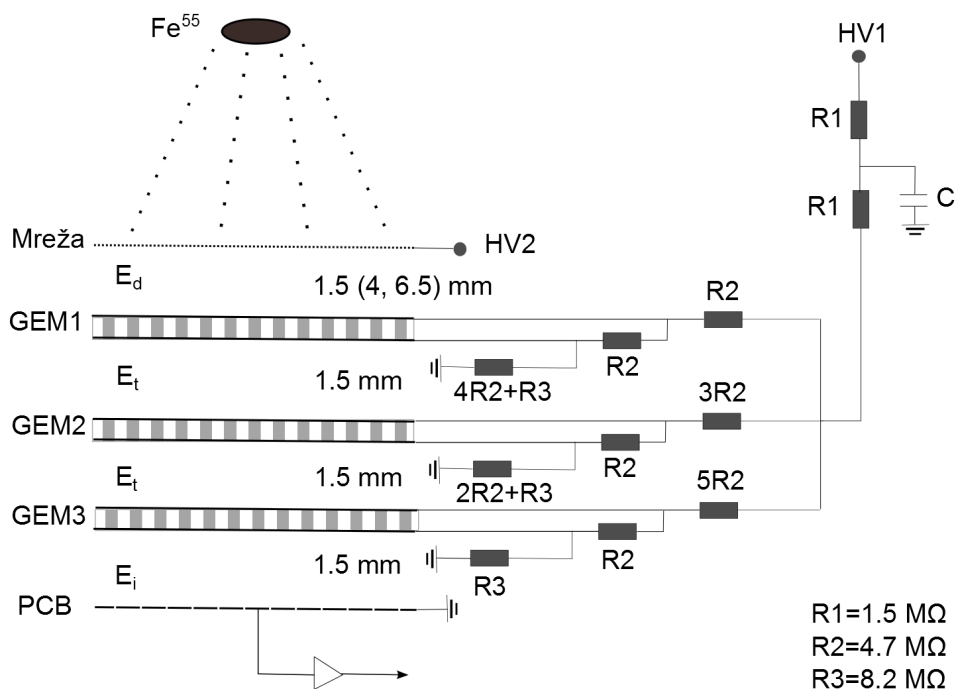 Fe⁵⁵
HV1
R1
R1
C
Mreža
HV2
E_d
1.5 (4, 6.5) mm
R2
GEM1
R2
E_t
1.5 mm
4R2+R3
3R2
GEM2
R2
E_t
1.5 mm
2R2+R3
5R2
GEM3
R2
E_i
1.5 mm
R3
PCB
R1=1.5 MΩ
R2=4.7 MΩ
R3=8.2 MΩ